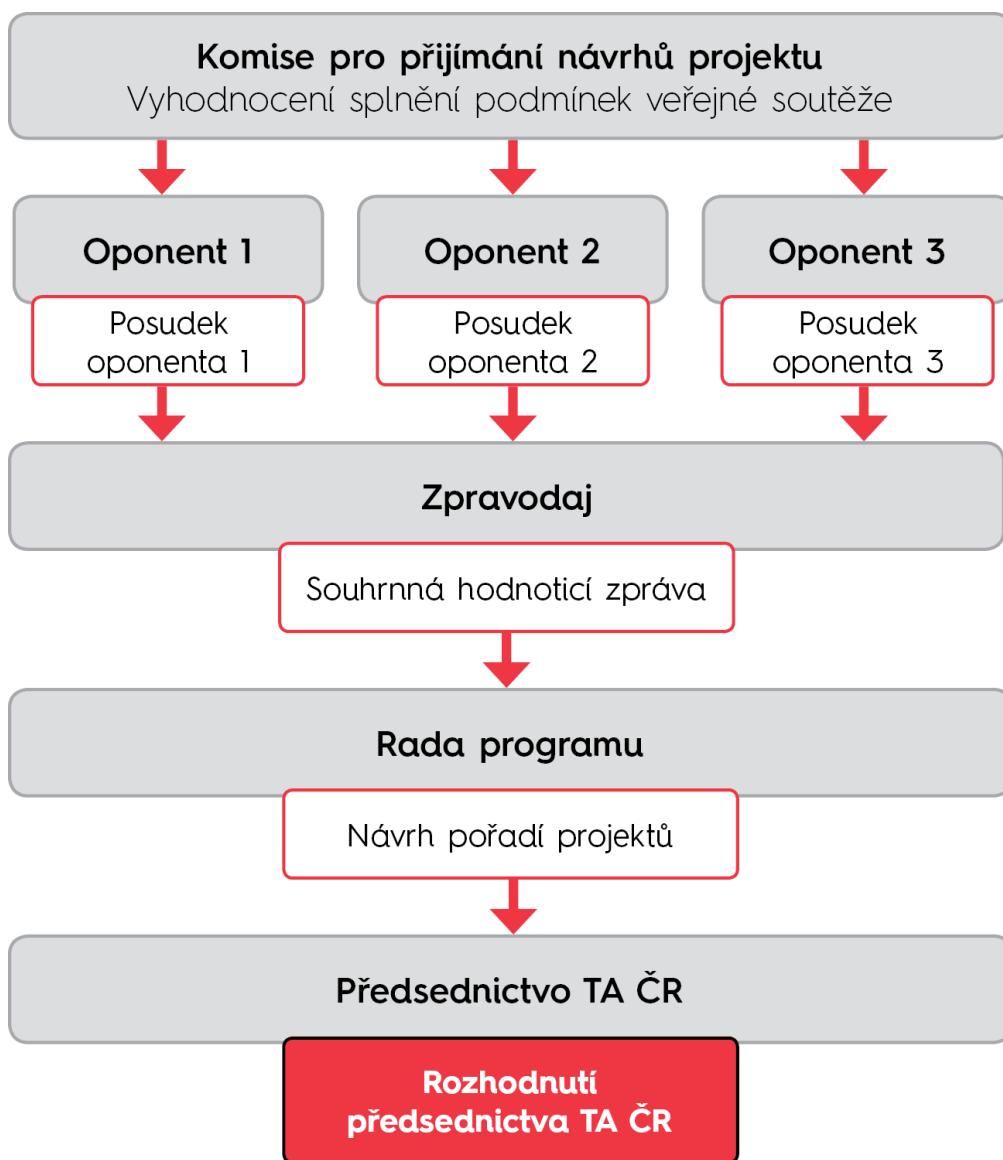 Komise pro přijímání návrhů projektu
Vyhodnocení splnění podmínek veřejné soutěže
Oponent 1
Oponent 2
Oponent 3
Posudek
oponenta 1
Posudek
oponenta 2
Posudek
oponenta 3
Zpravodaj
Souhrnná hodnoticí zpráva
Rada programu
Návrh pořadí projektů
Předsednictvo TA ČR
Rozhodnutí
předsednictva TA ČR